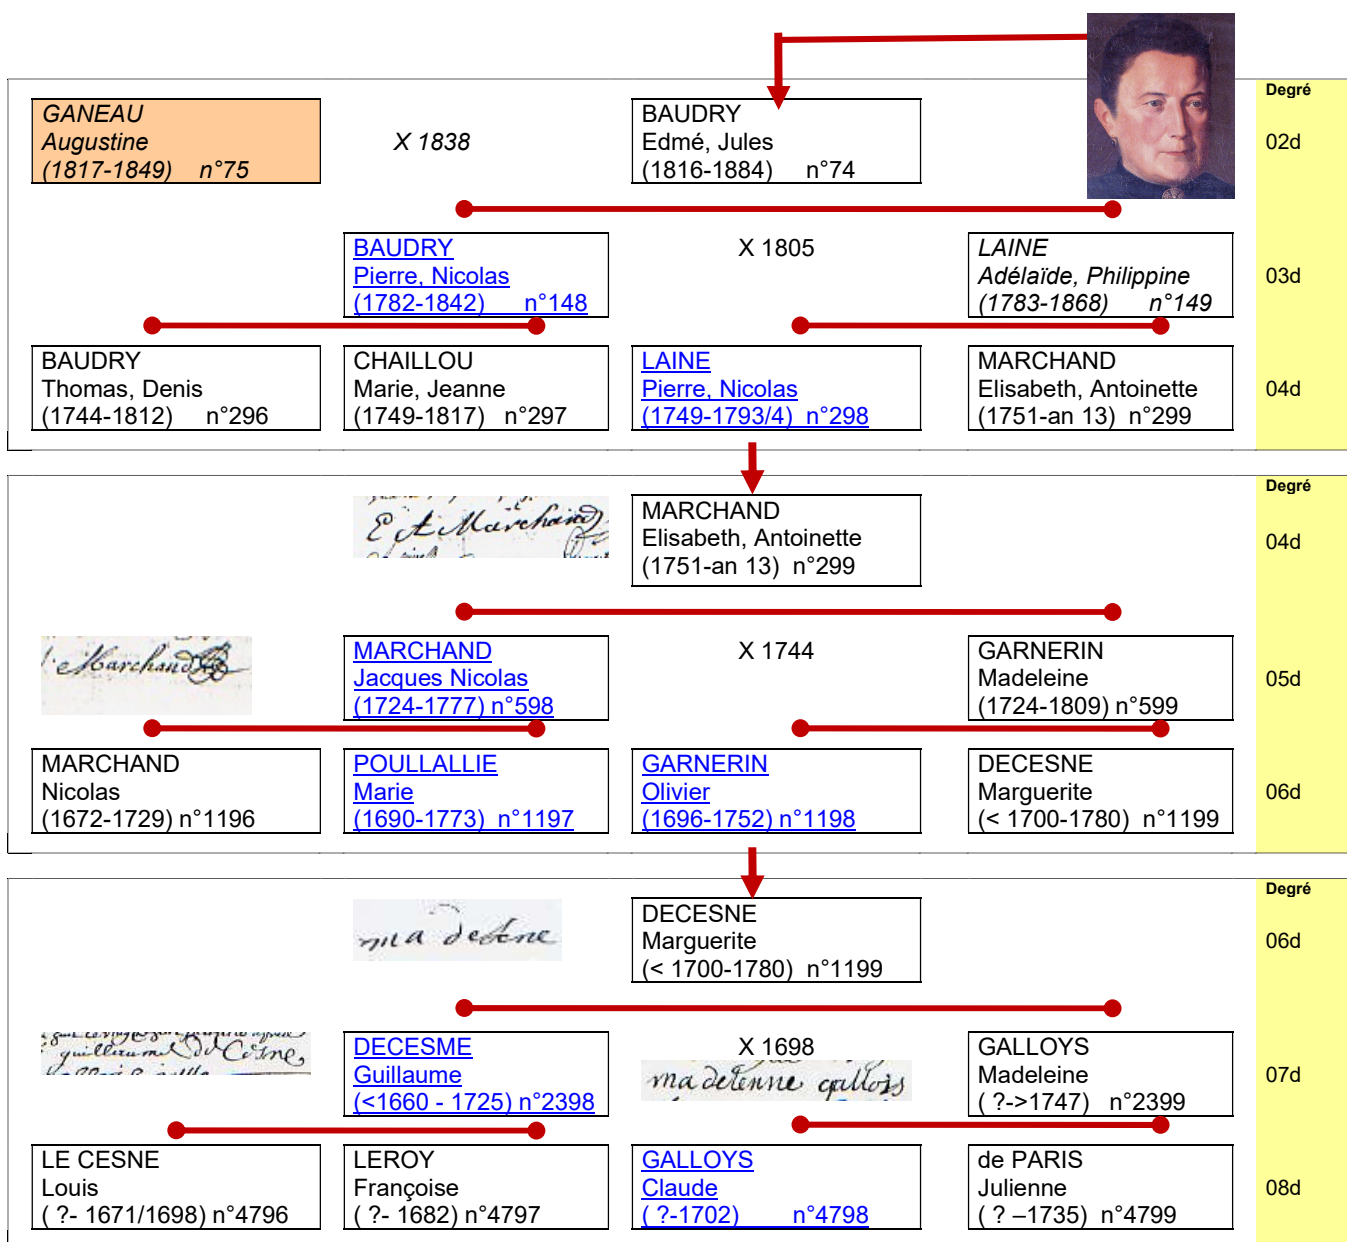 Degré
GANEAU
Augustine
(1817-1849) n°75
X 1838
BAUDRY
Edmé, Jules
(1816-1884) n°74
02d
BAUDRY
Pierre, Nicolas
(1782-1842) n°148
X 1805
LAINE
Adélaïde, Philippine
(1783-1868) n°149
03d
BAUDRY
Thomas, Denis
(1744-1812) n°296
CHAILLOU
Marie, Jeanne
(1749-1817) n°297
LAINE
Pierre, Nicolas
(1749-1793/4) n°298
MARCHAND
Elisabeth, Antoinette
(1751-an 13) n°299
04d
Degré
E A Marchand
MARCHAND
Elisabeth, Antoinette
(1751-an 13) n°299
04d
Marchand
MARCHAND
Jacques Nicolas
(1724-1777) n°598
X 1744
GARNERIN
Madeleine
(1724-1809) n°599
05d
MARCHAND
Nicolas
(1672-1729) n°1196
POULLALLIE
Marie
(1690-1773) n°1197
GARNERIN
Olivier
(1696-1752) n°1198
DECESNE
Marguerite
(< 1700-1780) n°1199
06d
Degré
ma desene
DECESNE
Marguerite
(< 1700-1780) n°1199
06d
guillaume De Cesne
DECESME
Guillaume
(<1660 - 1725) n°2398
X 1698
madelenne gallois
GALLOYS
Madeleine
( ?->1747) n°2399
07d
LE CESNE
Louis
( ?- 1671/1698) n°4796
LEROY
Françoise
( ?- 1682) n°4797
GALLOYS
Claude
( ?-1702) n°4798
de PARIS
Julienne
( ? –1735) n°4799
08d